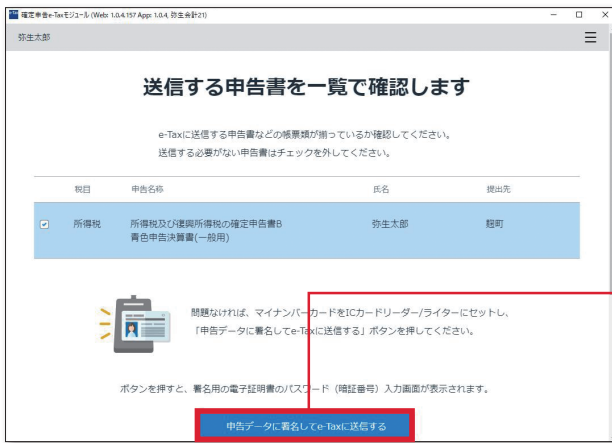 確定申告e-Taxモジュール (Web: 1.0.4.157 App: 1.0.4, 弥生会計21)
弥生太郎
送信する申告書を一覧で確認します
e-Taxに送信する申告書などの帳票類が揃っているか確認してください。
送信する必要がない申告書はチェックを外してください。
税目 申告名称 氏名 提出先
所得税 所得税及び復興所得税の確定申告書B 弥生太郎 麹町
青色申告決算書(一般用)
問題なければ、マイナンバーカードをICカードリーダー/ライターにセットし、
「申告データに署名してe-Taxに送信する」ボタンを押してください。
ボタンを押すと、署名用の電子証明書のパスワード（暗証番号）入力画面が表示されます。
申告データに署名してe-Taxに送信する